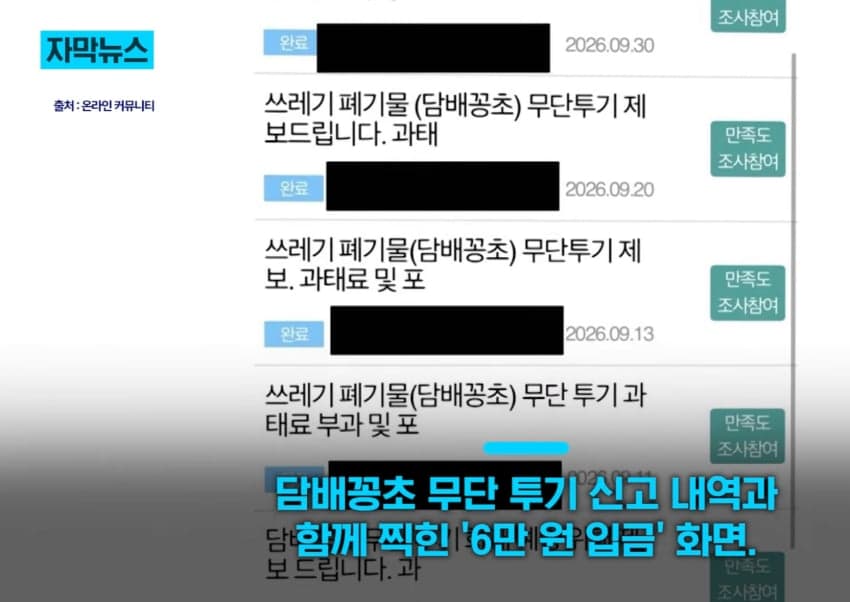 자막뉴스
출처 : 온라인 커뮤니티
조사참여
완료
2026.09.30
쓰레기 폐기물 (담배꽁초) 무단투기 제
보드립니다. 과태
만족도
조사참여
완료
2026.09.20
쓰레기 폐기물(담배꽁초) 무단투기 제
보. 과태료 및 포
만족도
조사참여
완료
2026.09.13
쓰레기 폐기물(담배꽁초) 무단 투기 과
태료 부과 및 포
만족도
조사참여
2026.09.11
담배꽁초 무단 투기 신고 내역과
함께 찍힌 '6만 원 입금' 화면.
보 드립니다. 과
만족도
조사참여